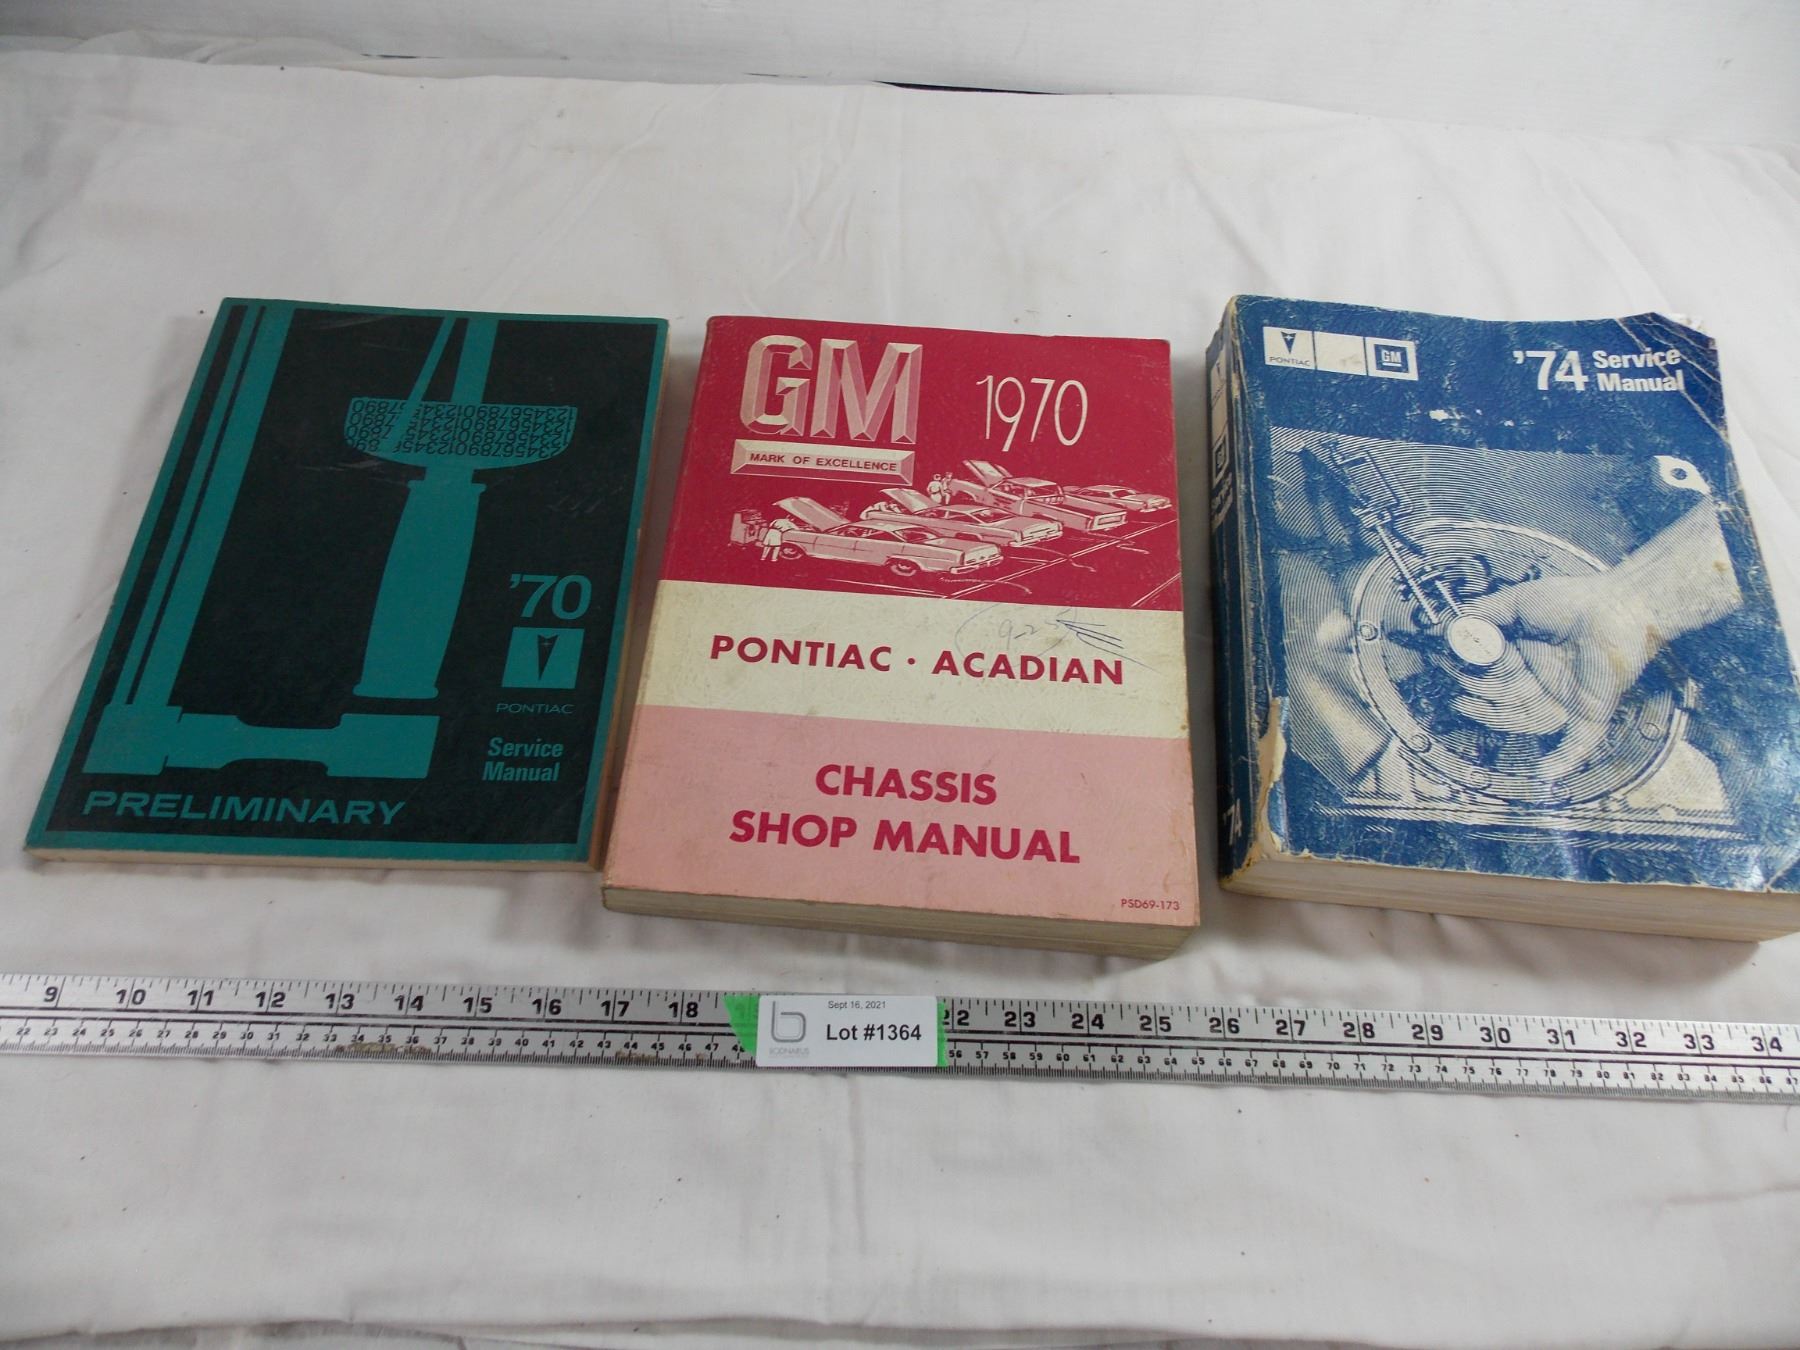 '70
PONTIAC
Service
Manual
PRELIMINARY
GM
1970
MARK OF EXCELLENCE
PONTIAC • ACADIAN
CHASSIS
SHOP MANUAL
PSD69-173
PONTIAC
GM
'74 Service
Manual
'74
9 10 11 12 13 14 15 16 17 18 22 23 24 25 26 27 28 29 30 31 32 33 34
Sept 16, 2021
Lot #1364